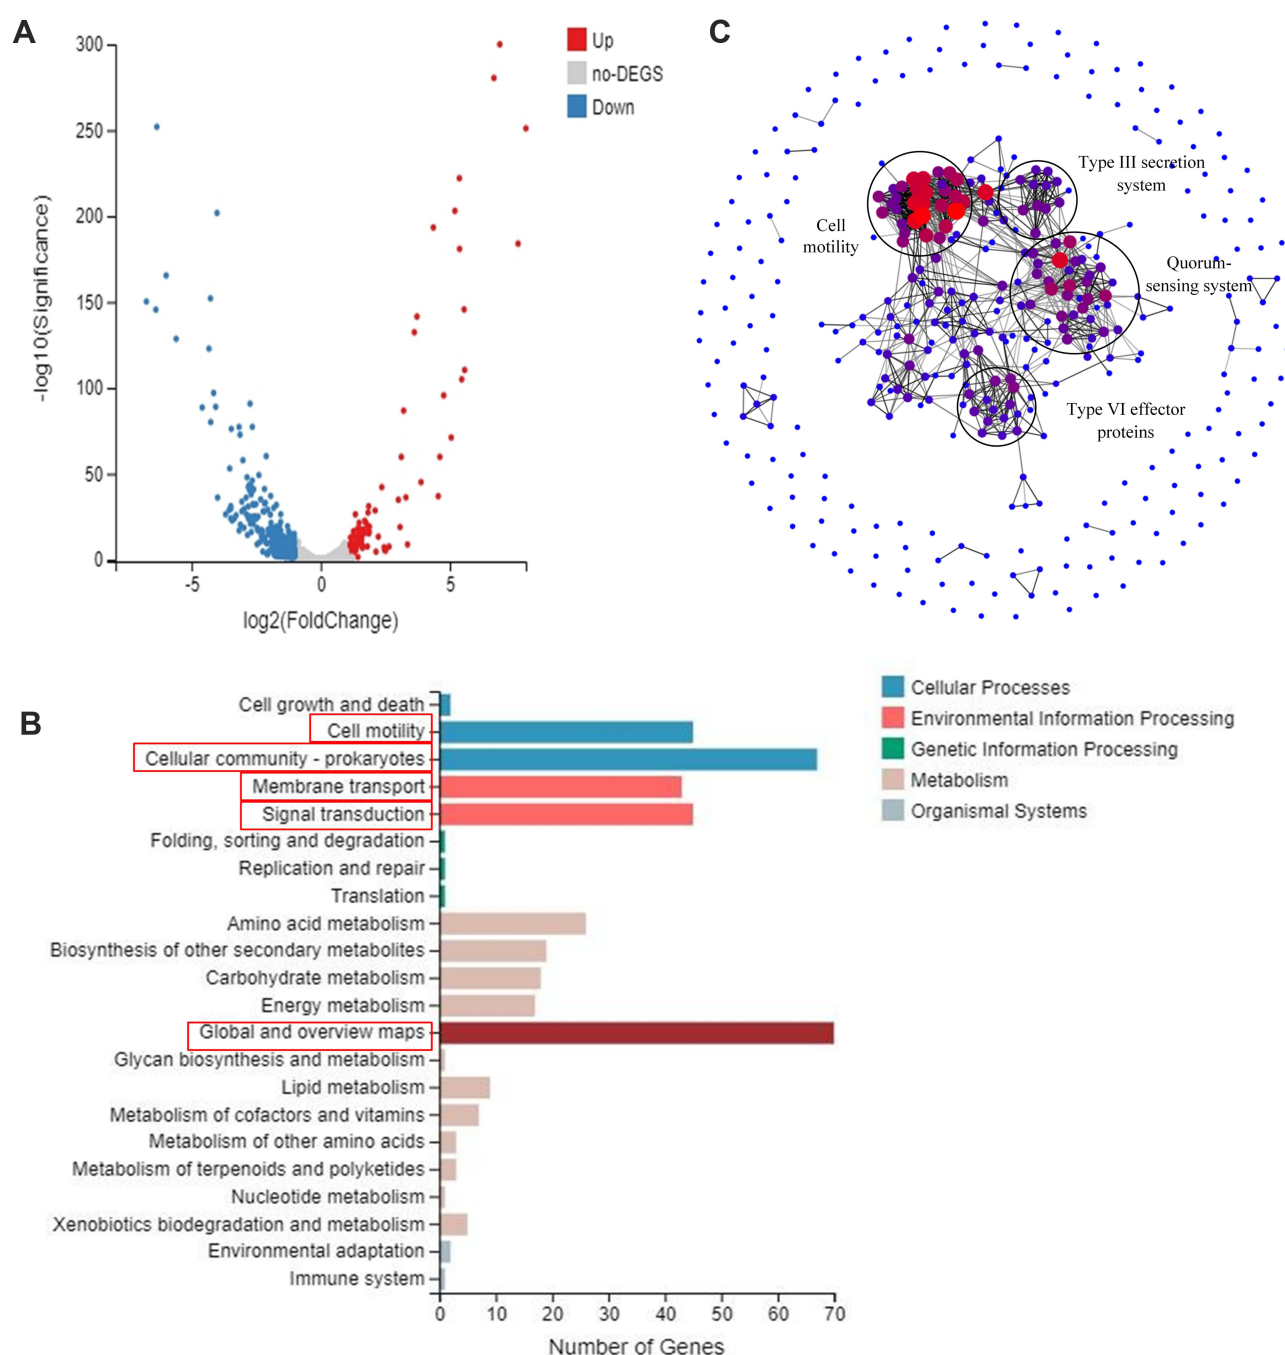 A
300
250
200
150
100
50
0
-5
0
5
-log10(Significance)
log2(FoldChange)
Up
no-DEGS
Down
C
Type III secretion
system
Cell
motility
Quorum-
sensing system
Type VI effector
proteins
B
Cell growth and death
Cell motility
Cellular community - prokaryotes
Membrane transport
Signal transduction
Folding, sorting and degradation
Replication and repair
Translation
Amino acid metabolism
Biosynthesis of other secondary metabolites
Carbohydrate metabolism
Energy metabolism
Global and overview maps
Glycan biosynthesis and metabolism
Lipid metabolism
Metabolism of cofactors and vitamins
Metabolism of other amino acids
Metabolism of terpenoids and polyketides
Nucleotide metabolism
Xenobiotics biodegradation and metabolism
Environmental adaptation
Immune system
0 10 20 30 40 50 60 70
Number of Genes
Cellular Processes
Environmental Information Processing
Genetic Information Processing
Metabolism
Organismal Systems